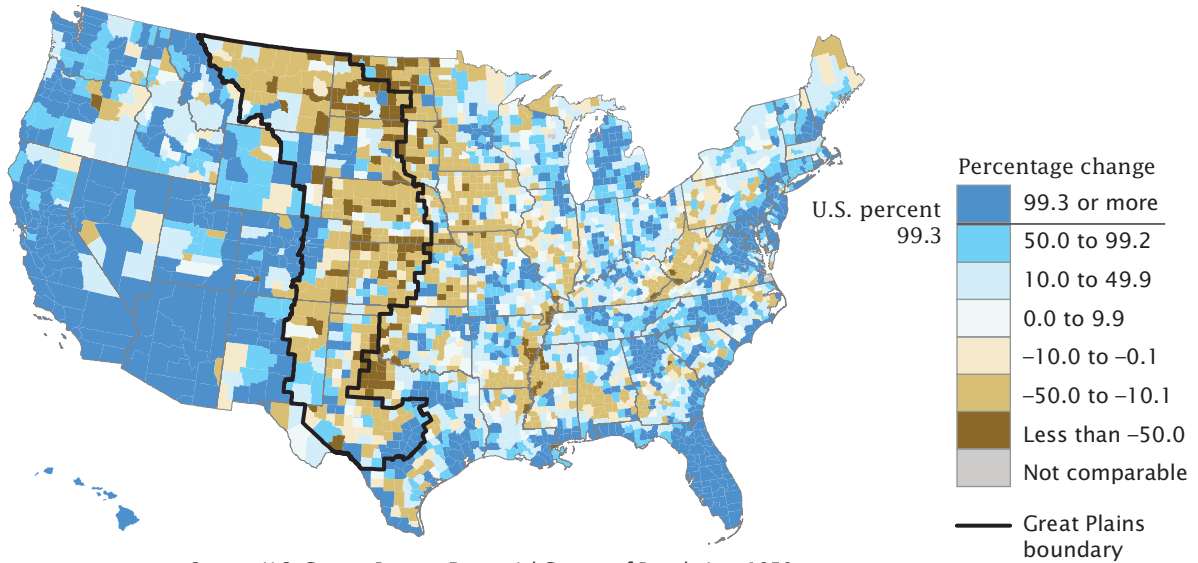 Percentage change
U.S. percent
99.3
99.3 or more
50.0 to 99.2
10.0 to 49.9
0.0 to 9.9
–10.0 to –0.1
–50.0 to –10.1
Less than –50.0
Not comparable
Great Plains
boundary